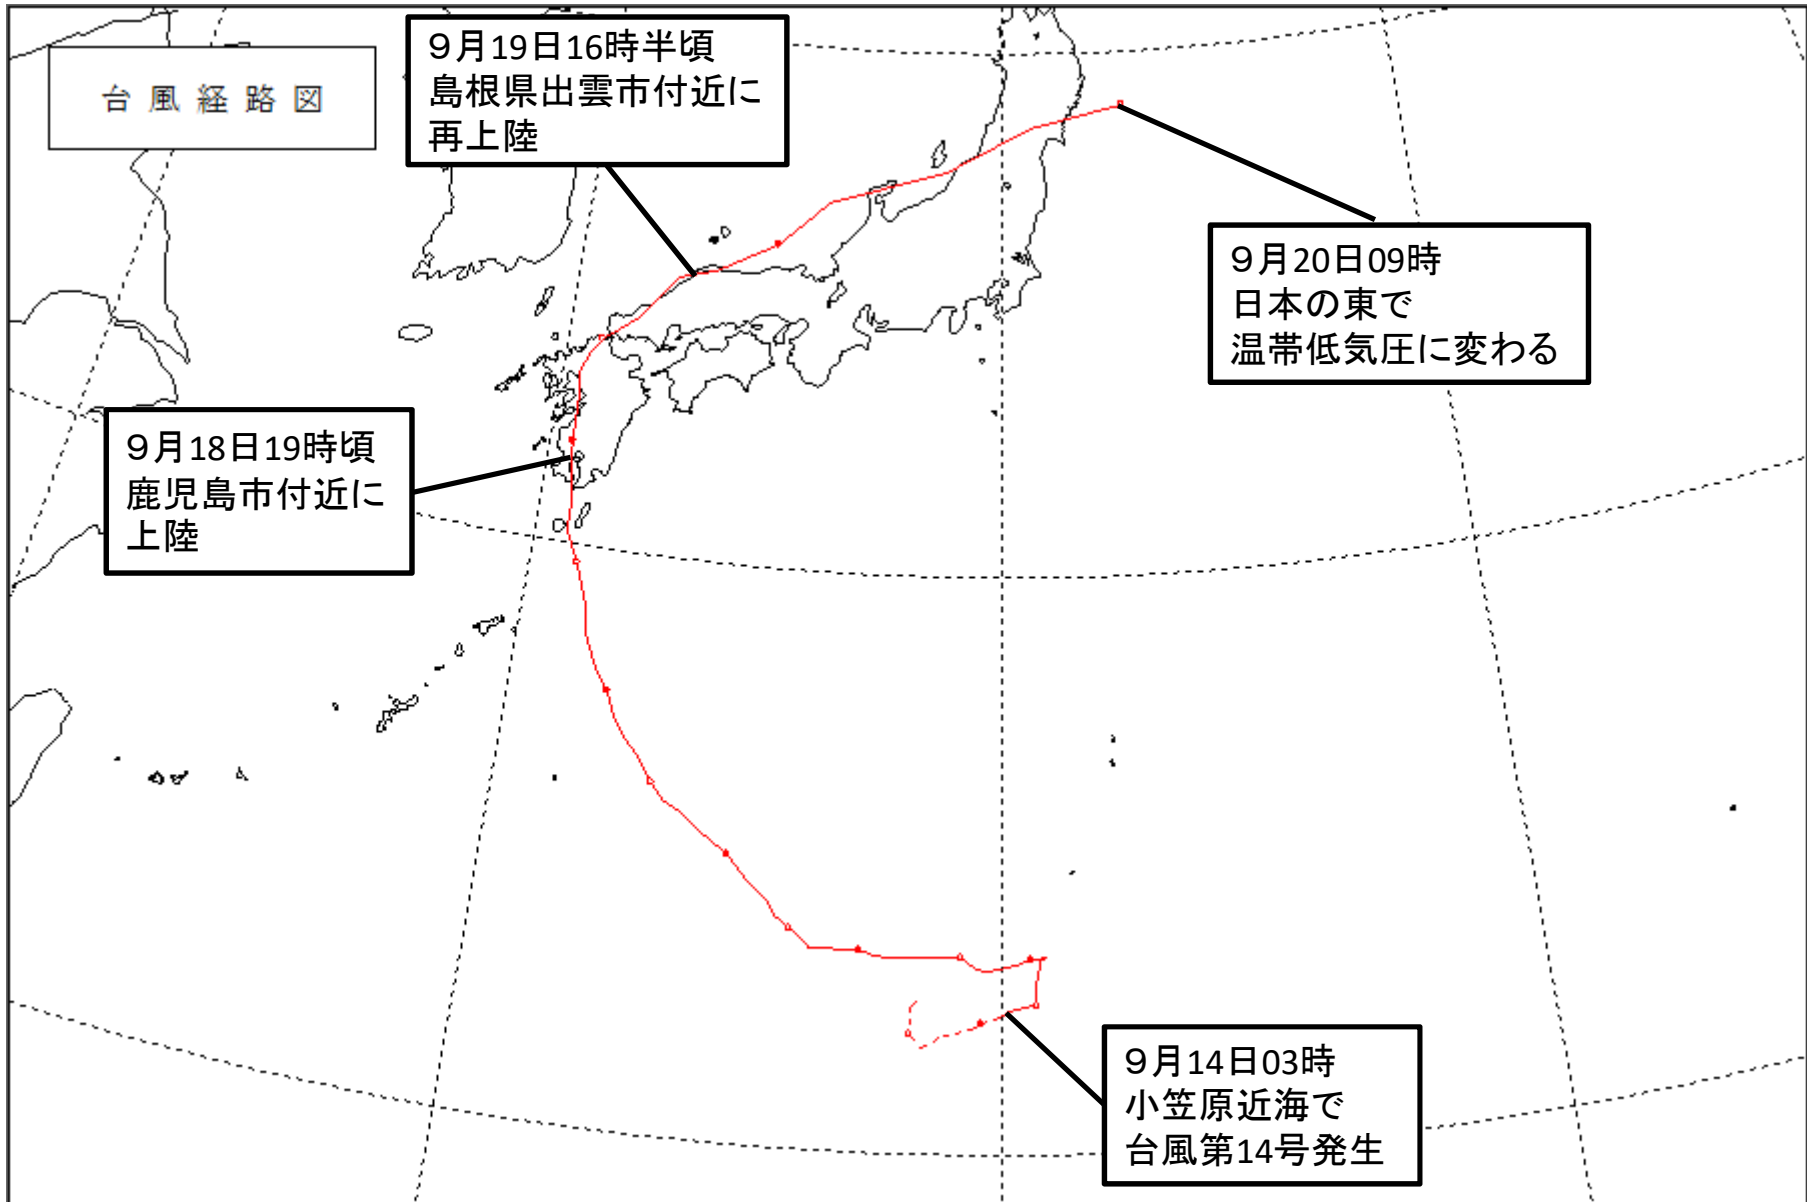 台風経路図
9月19日16時半頃
島根県出雲市付近に
再上陸
9月20日09時
日本の東で
温帯低気圧に変わる
9月18日19時頃
鹿児島市付近に
上陸
9月14日03時
小笠原近海で
台風第14号発生